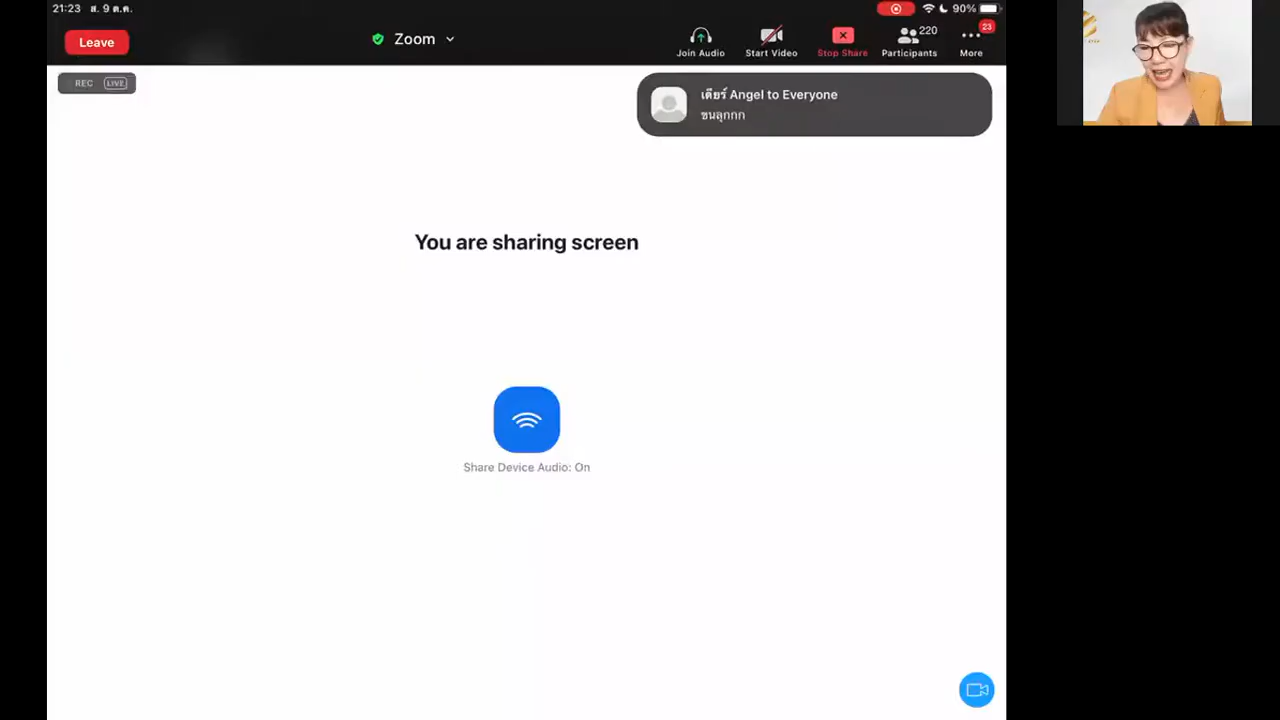 21:23 ส. 9 ต.ค.
90%
Leave
Zoom
Join Audio
Start Video
Stop Share
Participants
220
More
23
REC LIVE
เดียร์ Angel to Everyone
ขนลุกกก
You are sharing screen
Share Device Audio: On